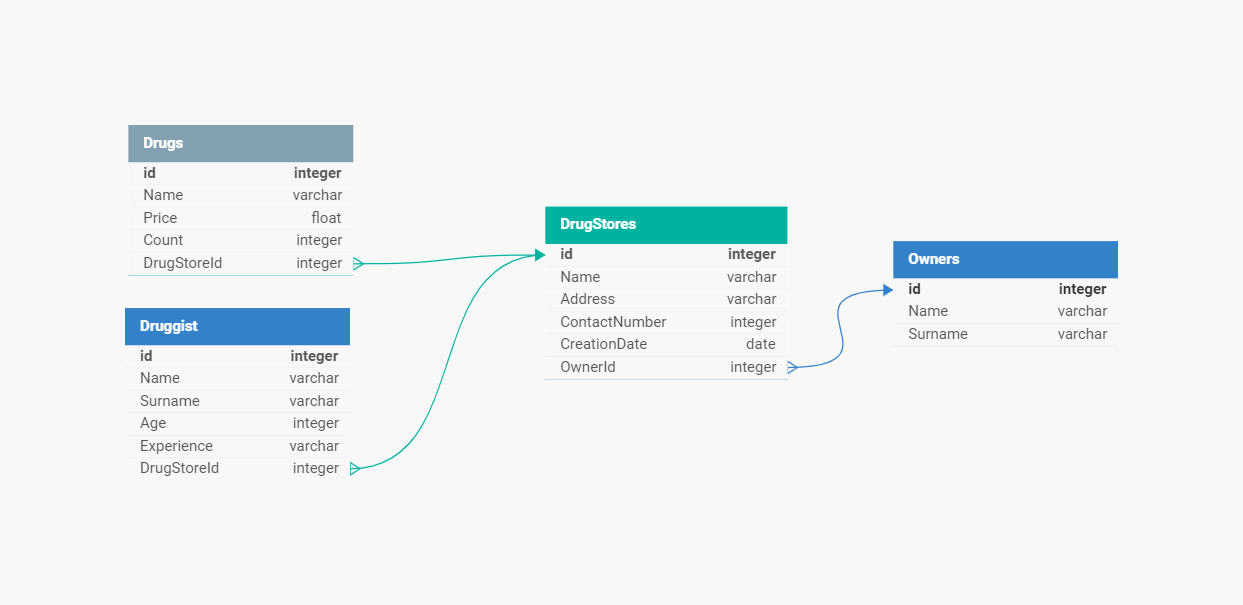 Drugs
id integer
Name varchar
Price float
Count integer
DrugStoreId integer
Druggist
id integer
Name varchar
Surname varchar
Age integer
Experience varchar
DrugStoreId integer
DrugStores
id integer
Name varchar
Address varchar
ContactNumber integer
CreationDate date
OwnerId integer
Owners
id integer
Name varchar
Surname varchar